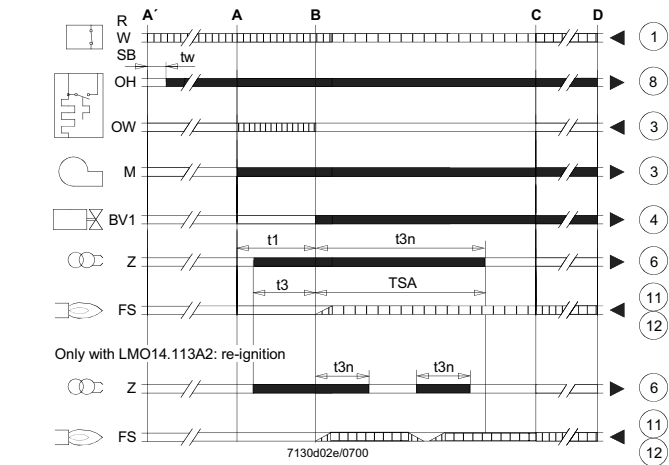 A´ A B C D
R
W 1
SB tw
OH 8
OW 3
M 3
BV1 4
t1 t3n
Z 6
t3 TSA
FS 11
12
Only with LMO14.113A2: re-ignition
t3n t3n
Z 6
FS 11
12
7130d02e/0700